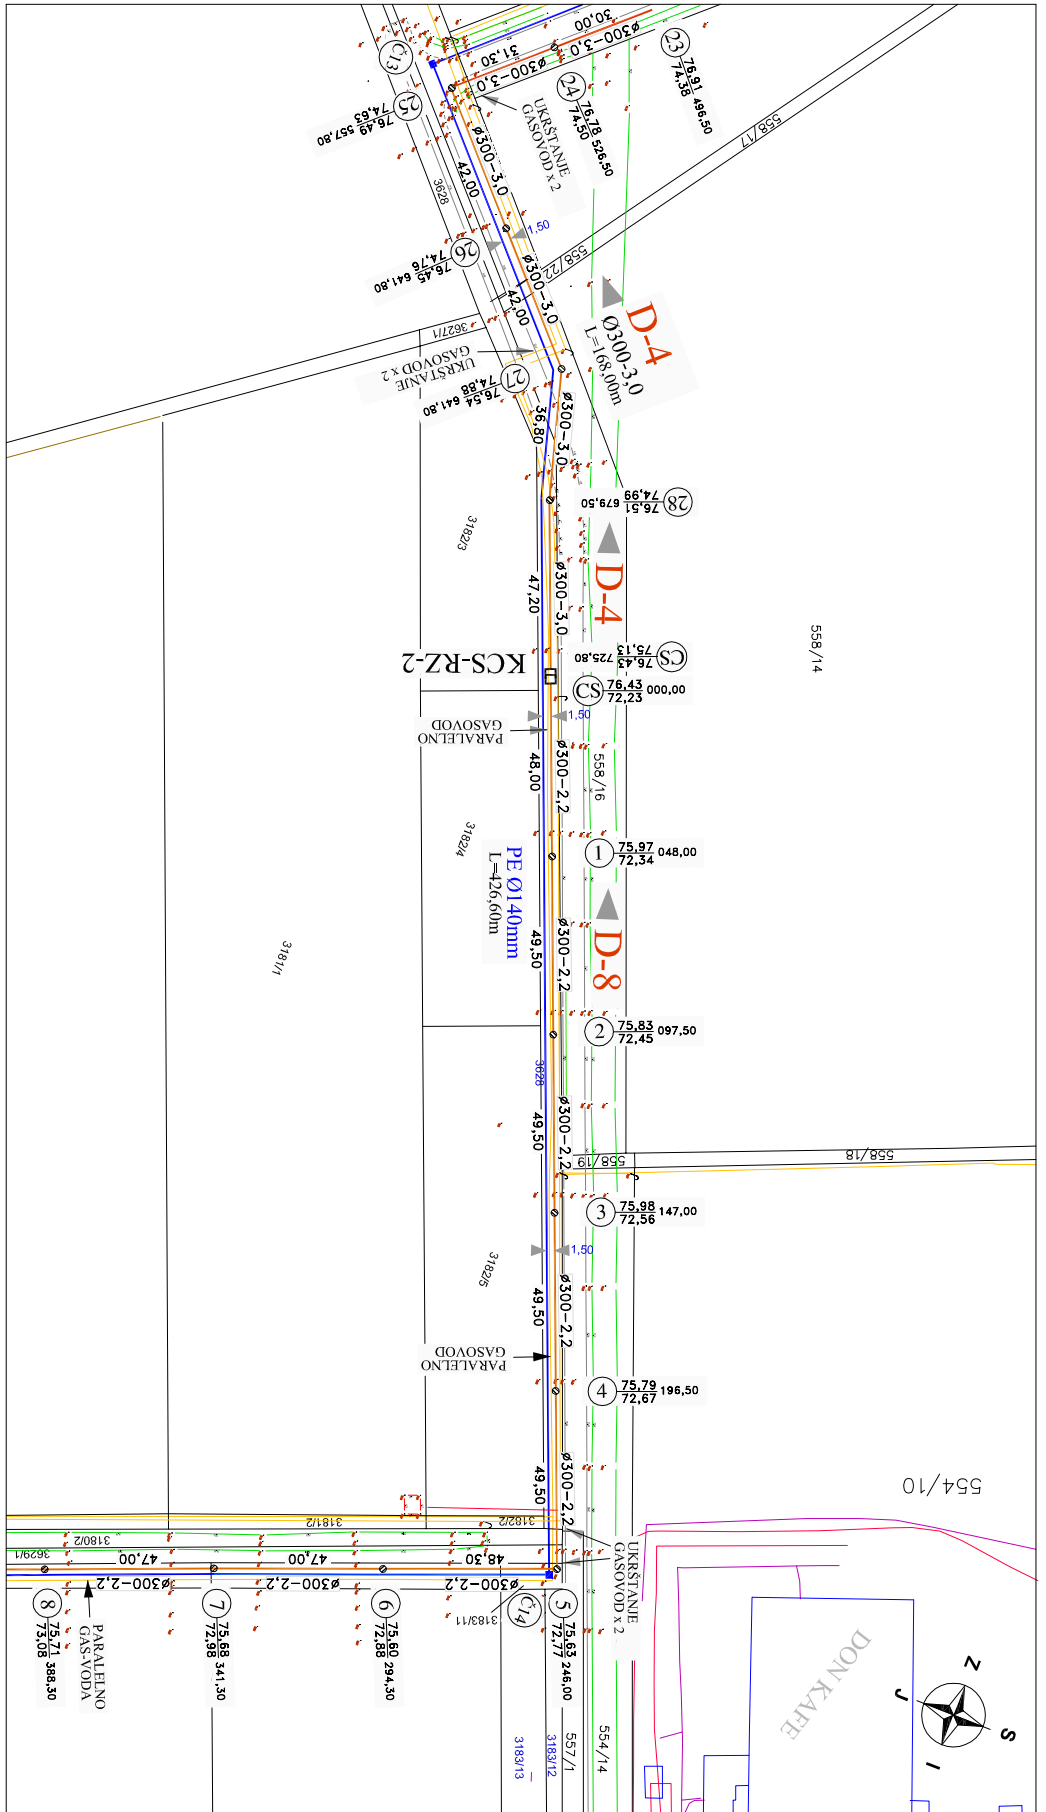 30,00
ø300-3,0
31,30
ø300-3,0
23
76,91
74,38
496,50
24
76,78
74,50
526,50
Č13
25
76,49
74,63
557,80
UKRŠTANJE
GASOVOD x 2
558/17
ø300-3,0
42,00
3628
1,50
26
76,45
74,76
641,80
558/22
ø300-3,0
42,00
D-4
Ø300-3,0
L=168,00m
3627/1
UKRŠTANJE
GASOVOD x 2
27
76,54
74,88
641,80
36,80
ø300-3,0
28
76,51
74,99
679,50
3182/3
D-4
47,20
ø300-3,0
558/14
KCS-RZ-2
CS
76,43
75,13
725,80
CS
76,43
72,23
000,00
1,50
PARALELNO
GASOVOD
48,00
ø300-2,2
558/16
3182/4
1
75,97
72,34
048,00
PE Ø140mm
L=426,60m
D-8
49,50
ø300-2,2
3181/1
2
75,83
72,45
097,50
3628
49,50
ø300-2,2
558/19
558/18
3
75,98
72,56
147,00
1,50
3182/5
49,50
ø300-2,2
PARALELNO
GASOVOD
4
75,79
72,67
196,50
49,50
ø300-2,2
554/10
3181/2
3182/2
3180/2
3629/1
UKRŠTANJE
GASOVOD x 2
47,00
47,00
48,30
ø300-2,2
ø300-2,2
ø300-2,2
8
75,71
73,08
388,30
7
75,68
72,98
341,30
6
75,60
72,88
294,30
3183/11
Č14
5
75,63
72,77
246,00
PARALELNO
GAS-VODA
DON KAFE
Z
S
J
I
3183/13
3183/12
557/1
554/14